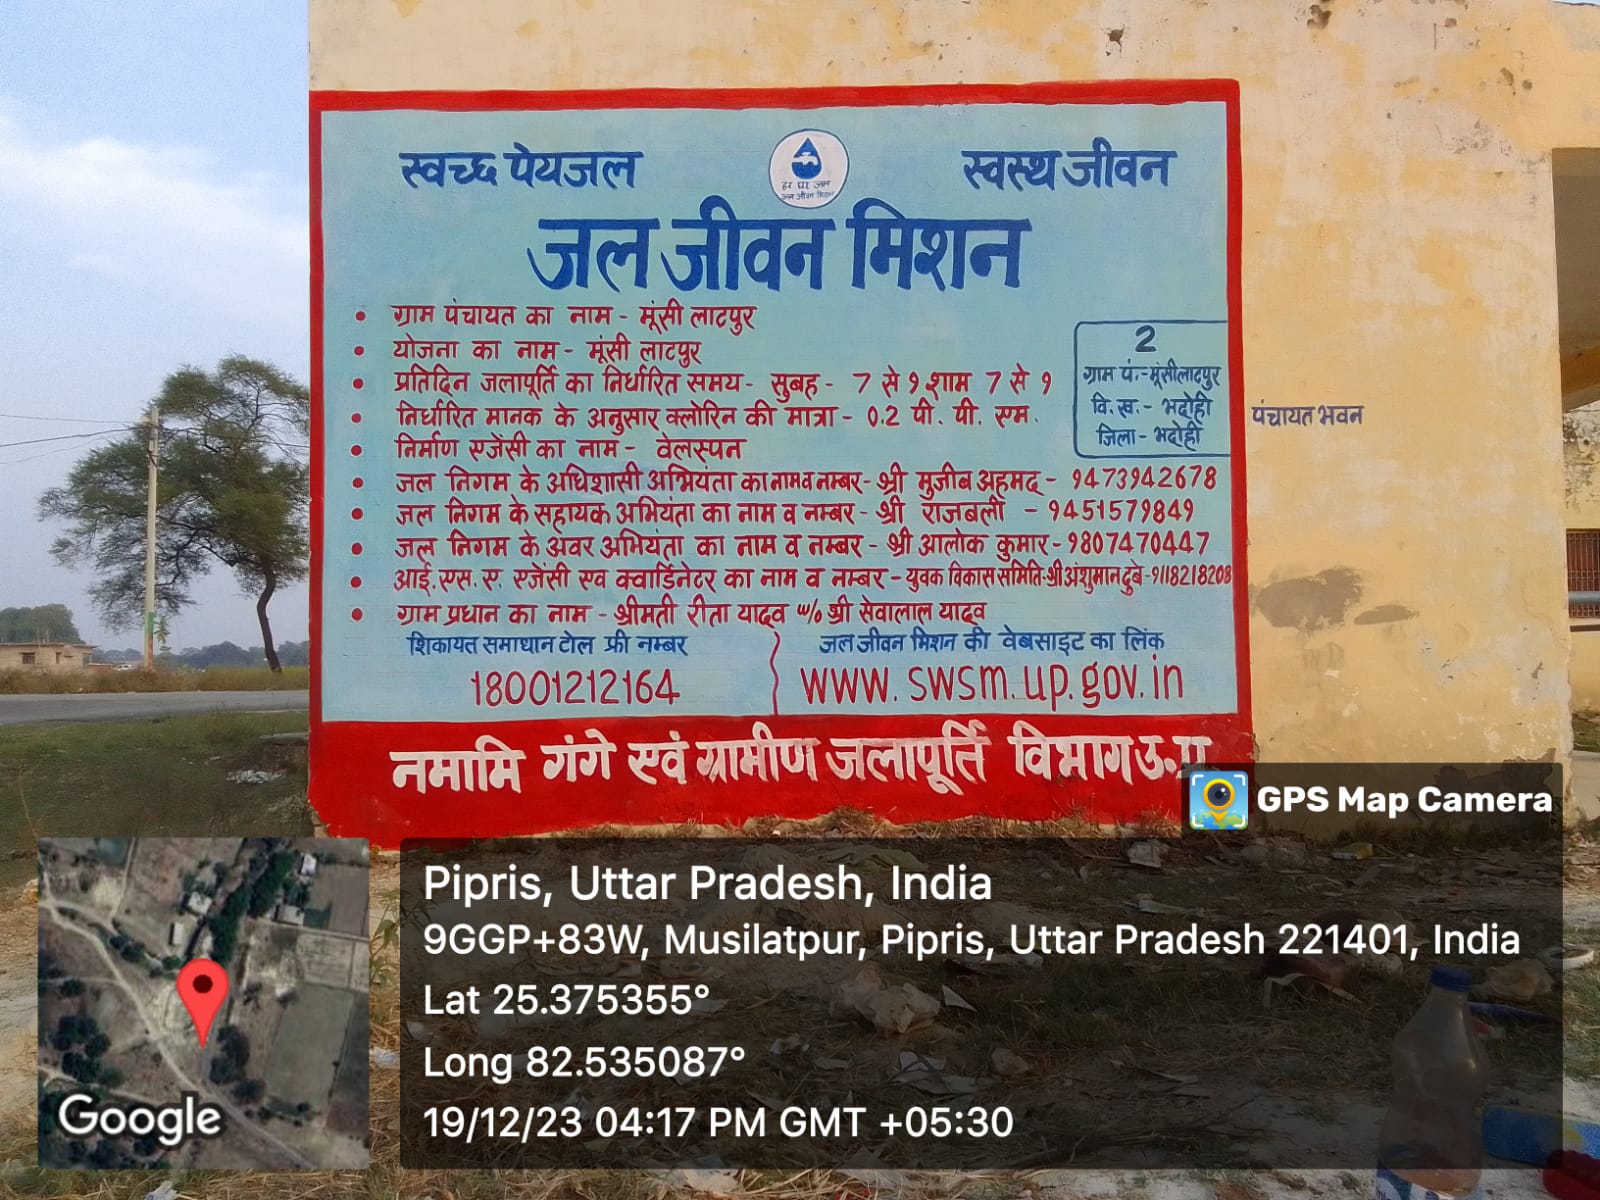 स्वच्छ पेयजल
हर घर जल
जल जीवन मिशन
स्वस्थ जीवन
जल जीवन मिशन
• ग्राम पंचायत का नाम - मूंसी लाटपुर
• योजना का नाम - मूंसी लाटपुर
• प्रतिदिन जलापूर्ति का निर्धारित समय - सुबह - 7 से 9 शाम 7 से 9
• निर्धारित मानक के अनुसार क्लोरिन की मात्रा - 0.2 पी. पी. एम.
• निर्माण एजेंसी का नाम - वेलस्पन
• जल निगम के अधिशासी अभियंता का नाम व नम्बर - श्री मुजीब अहमद - 9473942678
• जल निगम के सहायक अभियंता का नाम व नम्बर - श्री राजबली - 9451579849
• जल निगम के अवर अभियंता का नाम व नम्बर - श्री आलोक कुमार - 9807470447
• आई.एस.ए. एजेंसी एव क्वार्डिनेटर का नाम व नम्बर - युवक विकास समिति-श्री अंशुमान दुबे-9118218208
• ग्राम प्रधान का नाम - श्रीमती रीता यादव w/o श्री सेवालाल यादव
2
ग्राम पं.-मूंसीलाटपुर
वि. ख. - भदोही
जिला - भदोही
पंचायत भवन
शिकायत समाधान टोल फ्री नम्बर
18001212164
जल जीवन मिशन की वेबसाइट का लिंक
www.swsm.up.gov.in
नमामि गंगे एवं ग्रामीण जलापूर्ति विभाग उ.प्र
GPS Map Camera
Pipris, Uttar Pradesh, India
9GGP+83W, Musilatpur, Pipris, Uttar Pradesh 221401, India
Lat 25.375355°
Long 82.535087°
19/12/23 04:17 PM GMT +05:30
Google